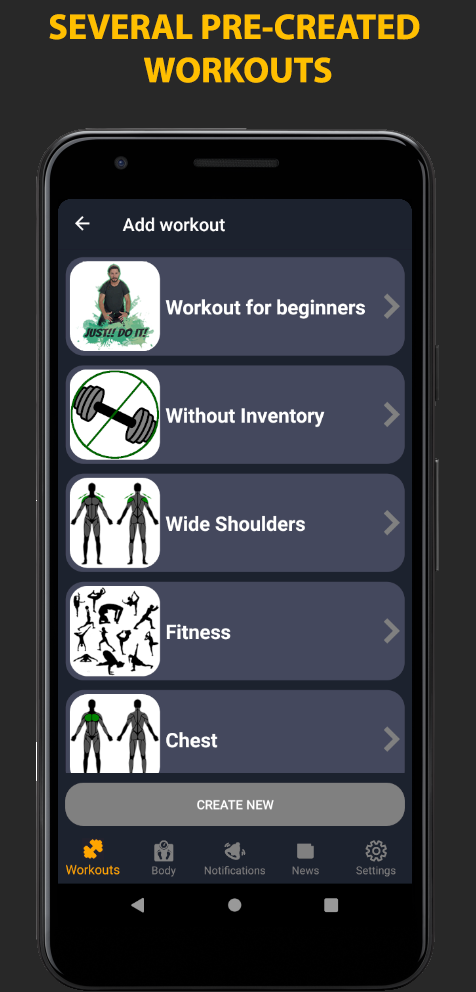 SEVERAL PRE-CREATED
WORKOUTS
Add workout
JUST!! DO IT!
Workout for beginners
Without Inventory
Wide Shoulders
Fitness
Chest
CREATE NEW
Workouts Body Notifications News Settings